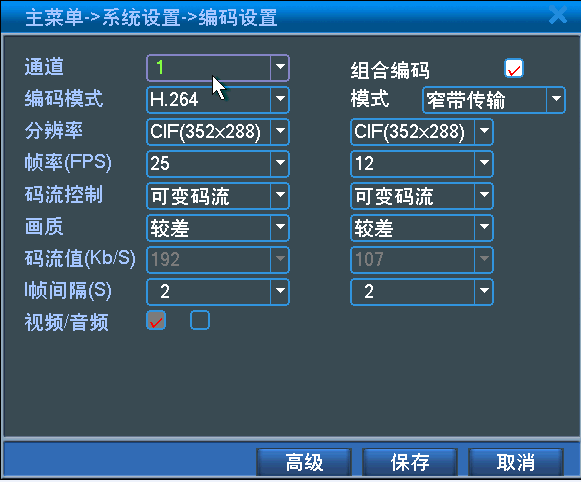 主菜单->系统设置->编码设置
通道 1 组合编码
编码模式 H.264 模式 窄带传输
分辨率 CIF(352x288) CIF(352x288)
帧率(FPS) 25 12
码流控制 可变码流 可变码流
画质 较差 较差
码流值(Kb/S) 192 107
I帧间隔(S) 2 2
视频/音频
高级 保存 取消